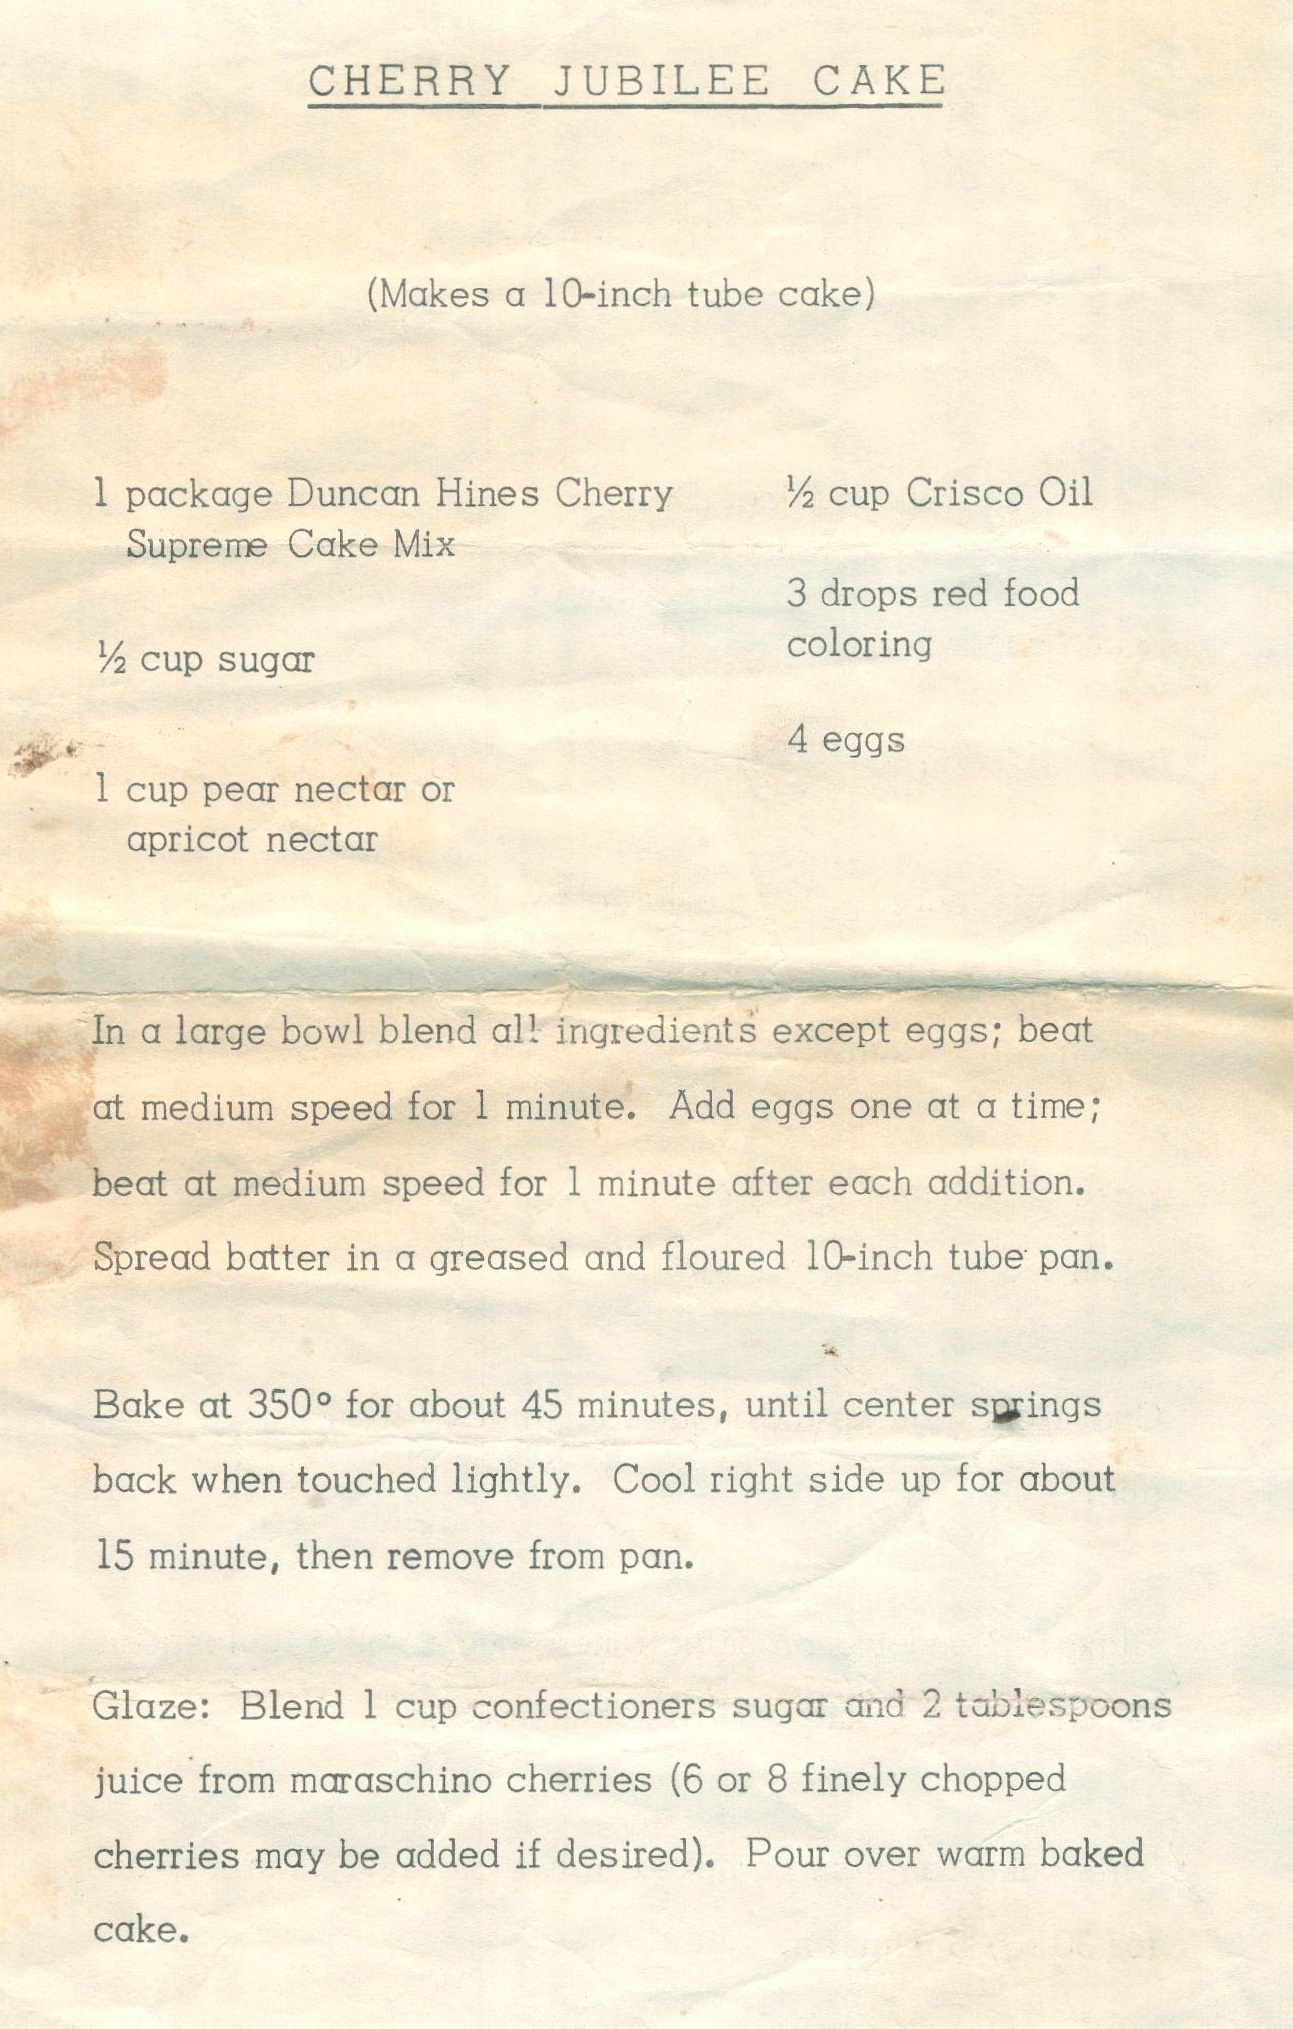 CHERRY JUBILEE CAKE
(Makes a 10-inch tube cake)
1 package Duncan Hines Cherry
Supreme Cake Mix
½ cup sugar
1 cup pear nectar or
apricot nectar
½ cup Crisco Oil
3 drops red food
coloring
4 eggs
In a large bowl blend all ingredients except eggs; beat
at medium speed for 1 minute. Add eggs one at a time;
beat at medium speed for 1 minute after each addition.
Spread batter in a greased and floured 10-inch tube pan.
Bake at 350° for about 45 minutes, until center springs
back when touched lightly. Cool right side up for about
15 minute, then remove from pan.
Glaze: Blend 1 cup confectioners sugar and 2 tablespoons
juice from maraschino cherries (6 or 8 finely chopped
cherries may be added if desired). Pour over warm baked
cake.